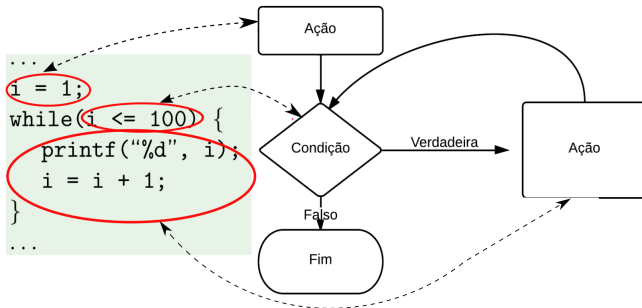 ...
i = 1;
while(i <= 100) {
printf(“%d”, i);
i = i + 1;
}
...
Ação
Condição
Verdadeira
Ação
Falso
Fim